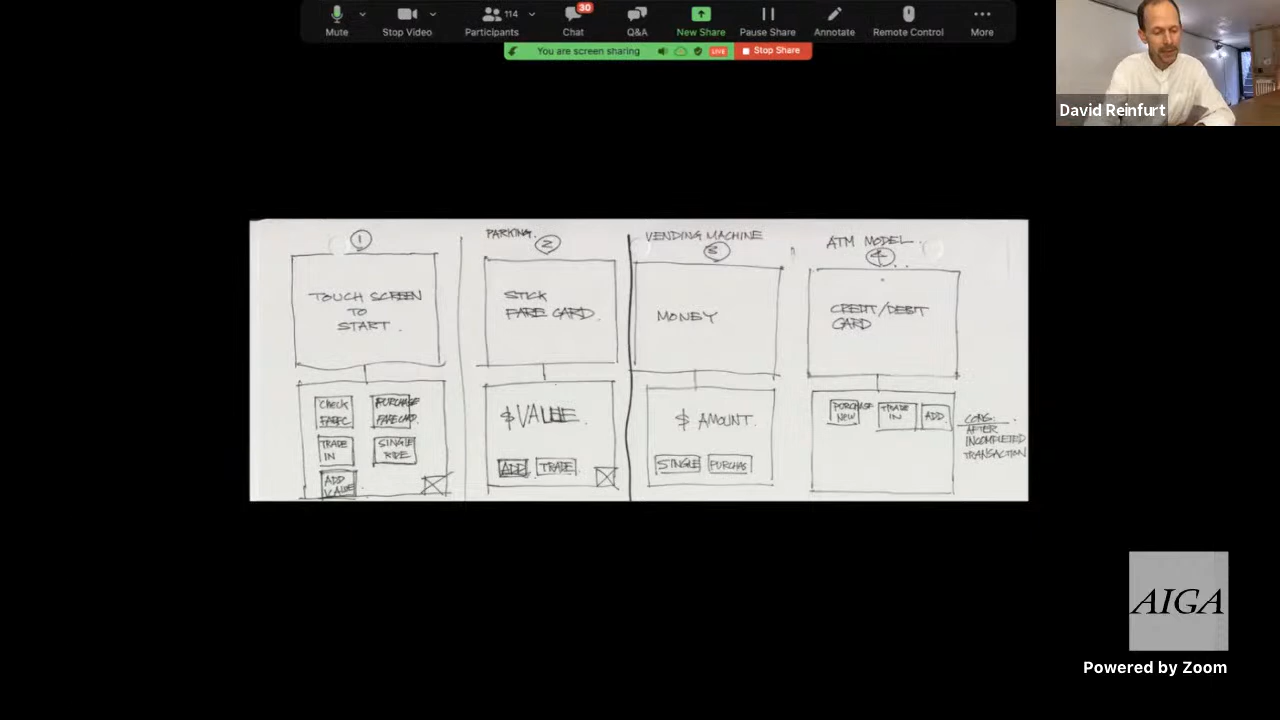 Mute
Stop Video
114
Participants
30
Chat
Q&A
New Share
Pause Share
Annotate
Remote Control
More
You are screen sharing
LIVE
Stop Share
David Reinfurt
1
TOUCH SCREEN
TO
START.
CHECK
PURCHASE
FARE CARD.
TRADE
IN
SINGLE
RIDE
ADD
VALUE
PARKING.
2
STICK
FARE CARD.
$ VALUE
ADD
TRADE
VENDING MACHINE
3
MONEY
$ AMOUNT.
SINGLE
PURCHAS
ATM MODEL.
4
CREDIT/DEBIT
CARD
PURCHASE
NEW
TRADE
IN
ADD.
CONS:
AFTER
INCOMPLETED
TRANSACTION
AIGA
Powered by Zoom